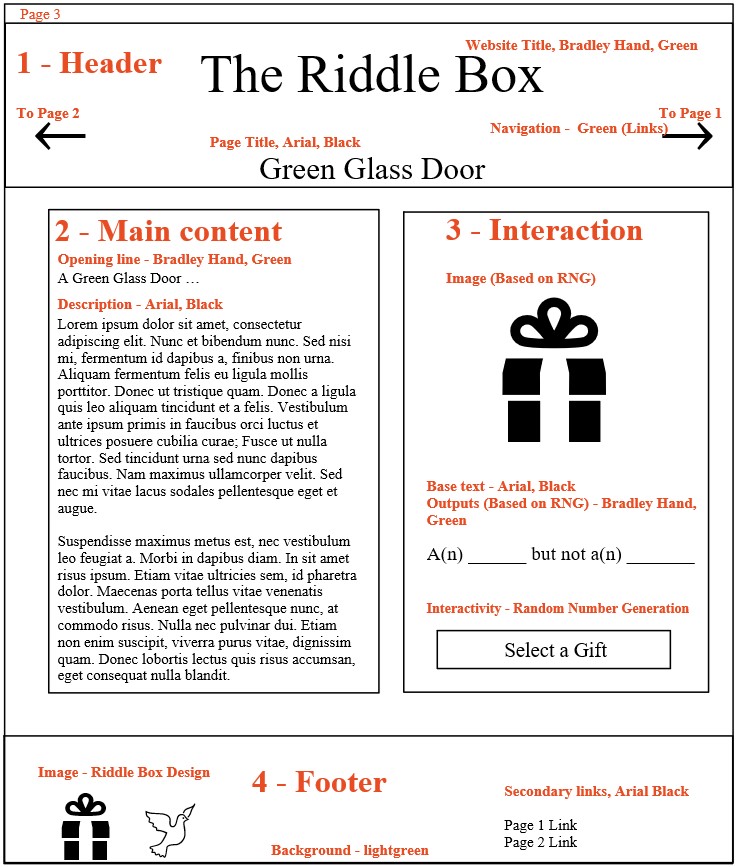 Page 3
1 - Header
Website Title, Bradley Hand, Green
The Riddle Box
To Page 2
To Page 1
Navigation - Green (Links)
Page Title, Arial, Black
Green Glass Door
2 - Main content
Opening line - Bradley Hand, Green
A Green Glass Door …
Description - Arial, Black
Lorem ipsum dolor sit amet, consectetur
adipiscing elit. Nunc et bibendum nunc. Sed nisi
mi, fermentum id dapibus a, finibus non urna.
Aliquam fermentum felis eu ligula mollis
porttitor. Donec ut tristique quam. Donec a ligula
quis leo aliquam tincidunt et a felis. Vestibulum
ante ipsum primis in faucibus orci luctus et
ultrices posuere cubilia curae; Fusce ut nulla
tortor. Sed tincidunt urna sed nunc dapibus
faucibus. Nam maximus ullamcorper velit. Sed
nec mi vitae lacus sodales pellentesque eget et
augue.
Suspendisse maximus metus est, nec vestibulum
leo feugiat a. Morbi in dapibus diam. In sit amet
risus ipsum. Etiam vitae ultricies sem, id pharetra
dolor. Maecenas porta tellus vitae venenatis
vestibulum. Aenean eget pellentesque nunc, at
commodo risus. Nulla nec pulvinar dui. Etiam
non enim suscipit, viverra purus vitae, dignissim
quam. Donec lobortis lectus quis risus accumsan,
eget consequat nulla blandit.
3 - Interaction
Image (Based on RNG)
Base text - Arial, Black
Outputs (Based on RNG) - Bradley Hand,
Green
A(n) ______ but not a(n) _______
Interactivity - Random Number Generation
Select a Gift
Image - Riddle Box Design
4 - Footer
Background - lightgreen
Secondary links, Arial Black
Page 1 Link
Page 2 Link